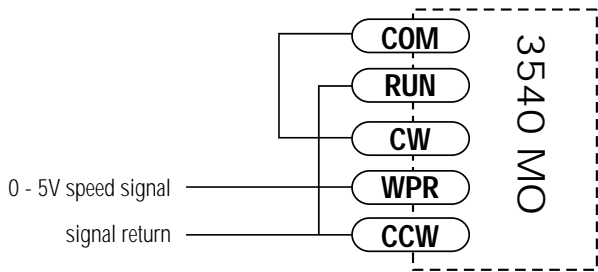 COM
RUN
CW
0 - 5V speed signal
WPR
signal return
CCW
3540 MO